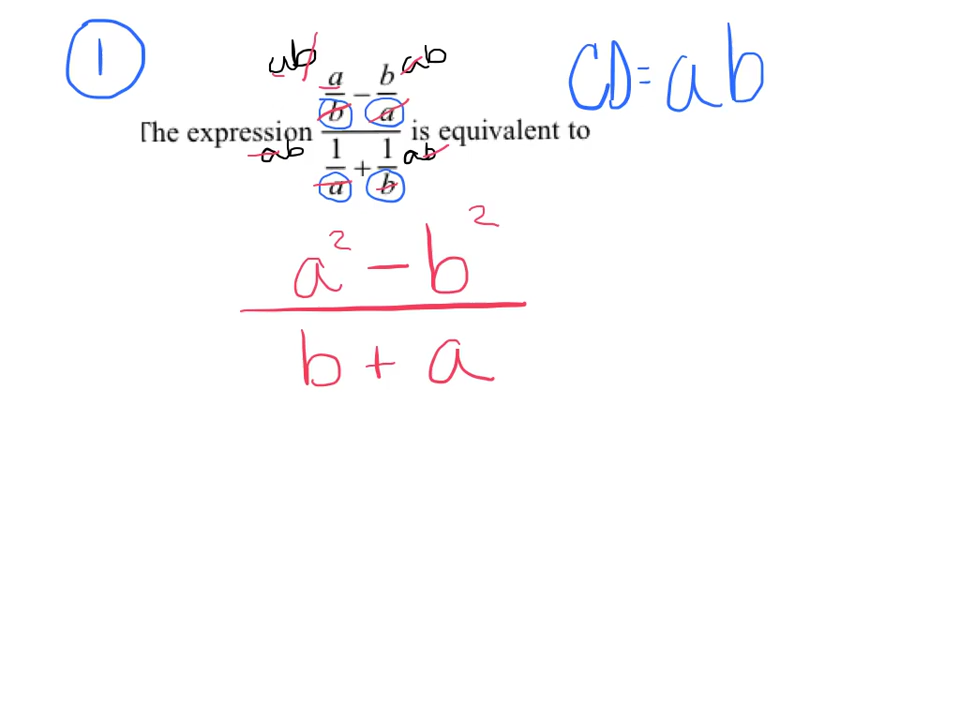 1
CD = ab
ab a/b - b/a ab
The expression is equivalent to
ab 1/a + 1/b ab
a² - b²
b + a